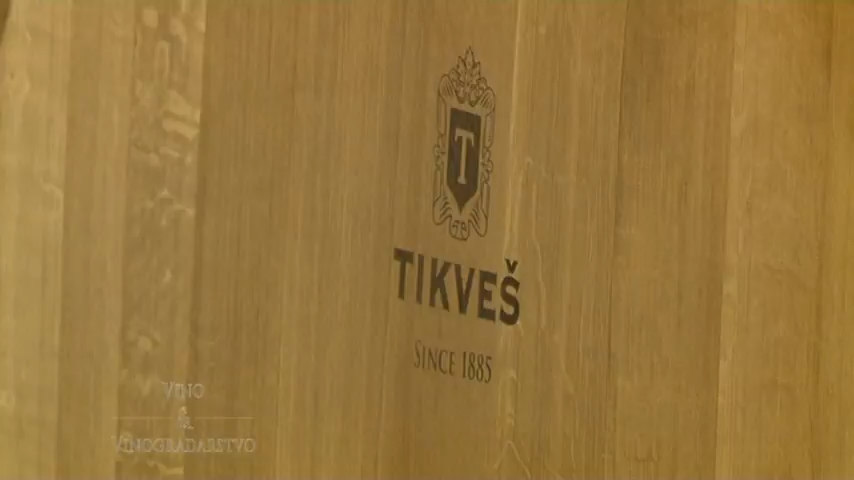 T
TIKVEŠ
SINCE 1885
VINO
&
VINOGRADARSTVO